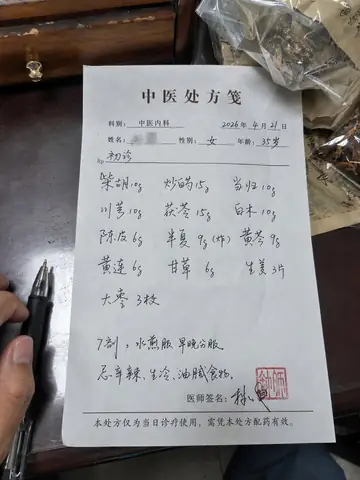 中医处方笺
科别: 中医内科 2026年4月21日
姓名: 性别: 女 年龄: 35岁
Rp 初诊
柴胡10g 炒白芍15g 当归10g
川芎10g 茯苓15g 白术10g
陈皮6g 半夏9g(炸) 黄芩9g
黄连6g 甘草6g 生姜3片
大枣3枚
7剂: 水煎服 早晚分服
忌辛辣、生冷、油腻食物。
医师签名: 林
本处方仅为当日诊疗使用, 需凭本处方配药有效。